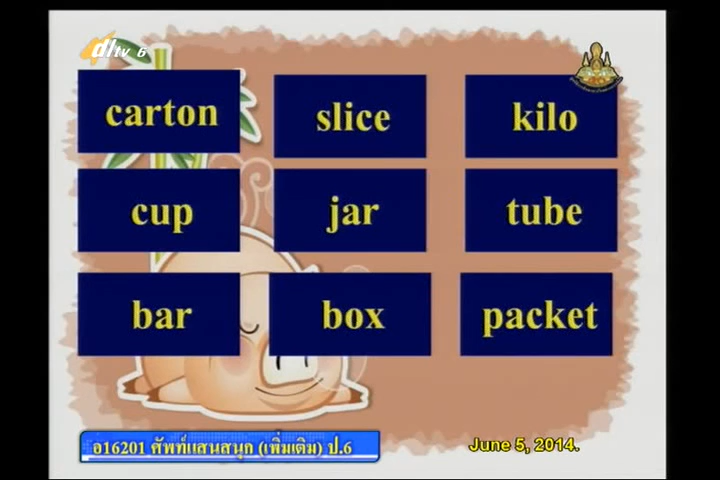 dltv 6
carton slice kilo
cup jar tube
bar box packet
อ16201 ศัพท์แสนสนุก (เพิ่มเติม) ป.6
June 5, 2014.